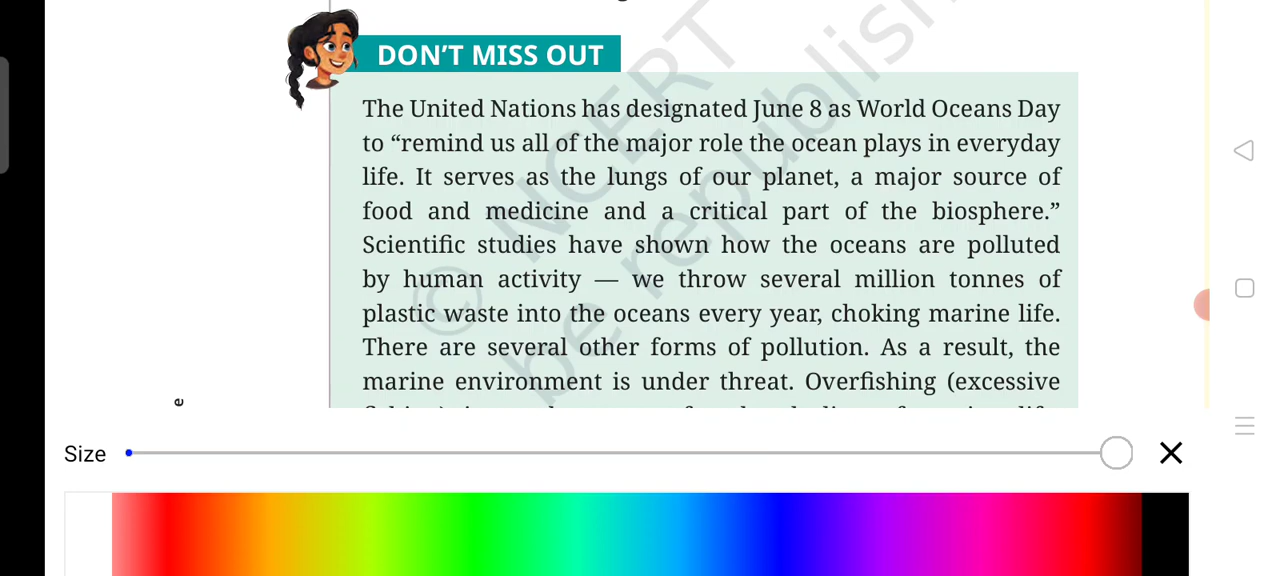 DON'T MISS OUT
The United Nations has designated June 8 as World Oceans Day
to “remind us all of the major role the ocean plays in everyday
life. It serves as the lungs of our planet, a major source of
food and medicine and a critical part of the biosphere.”
Scientific studies have shown how the oceans are polluted
by human activity — we throw several million tonnes of
plastic waste into the oceans every year, choking marine life.
There are several other forms of pollution. As a result, the
marine environment is under threat. Overfishing (excessive
© NCERT
be republish
e
Size